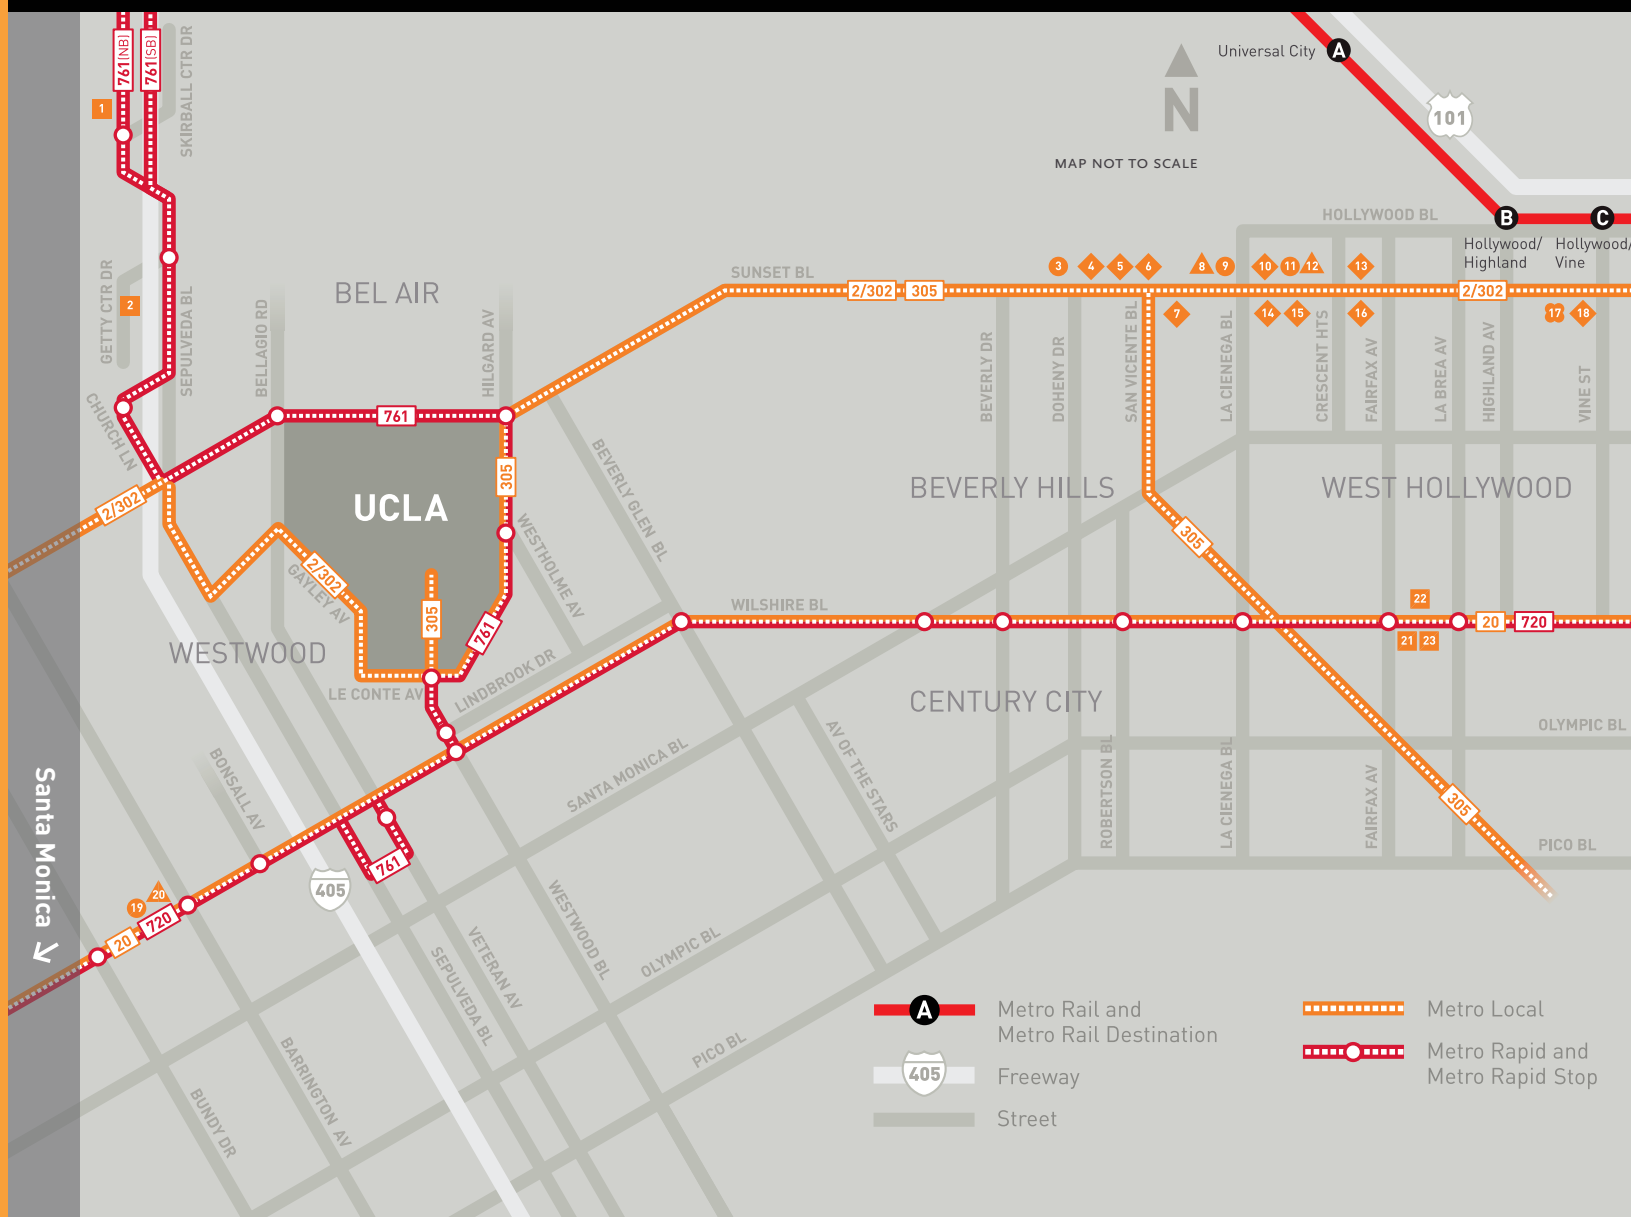 761(NB)
761(SB)
SKIRBALL CTR DR
1
Universal City
A
101
N
MAP NOT TO SCALE
HOLLYWOOD BL
B
C
Hollywood/
Highland
Hollywood/
Vine
GETTY CTR DR
2
SEPULVEDA BL
BELLAGIO RD
BEL AIR
HILGARD AV
SUNSET BL
2/302
305
3
4
5
6
7
8
9
10
11
12
13
14
15
16
2/302
17
18
BEVERLY DR
DOHENY DR
SAN VICENTE BL
LA CIENEGA BL
CRESCENT HTS
FAIRFAX AV
LA BREA AV
HIGHLAND AV
VINE ST
CHURCH LN
761
305
BEVERLY GLEN BL
BEVERLY HILLS
WEST HOLLYWOOD
UCLA
2/302
WESTHOLME AV
305
2/302
GAYLEY AV
305
761
WILSHIRE BL
22
21
23
20
720
WESTWOOD
LE CONTE AV
LINDBROOK DR
CENTURY CITY
SANTA MONICA BL
AV OF THE STARS
ROBERTSON BL
LA CIENEGA BL
FAIRFAX AV
OLYMPIC BL
305
PICO BL
BONSALL AV
Santa Monica
761
405
19
20
20
720
WESTWOOD BL
VETERAN AV
SEPULVEDA BL
OLYMPIC BL
PICO BL
BARRINGTON AV
BUNDY DR
A
Metro Rail and
Metro Rail Destination
405
Freeway
Street
Metro Local
Metro Rapid and
Metro Rapid Stop